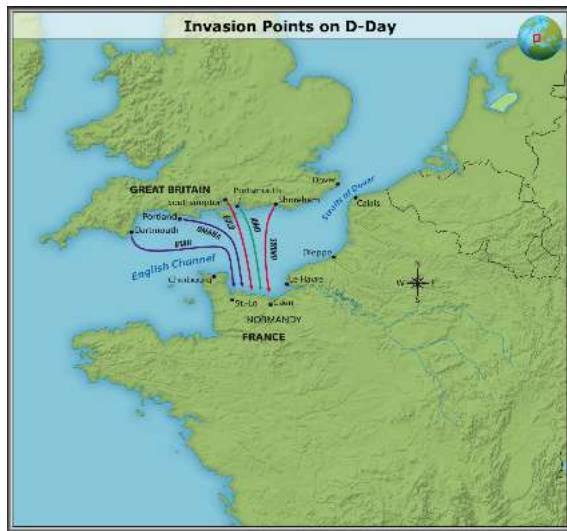 Invasion Points on D-Day
Dover
Straits of Dover
GREAT BRITAIN
Portsmouth
Southampton
Shoreham
Calais
Portland
Dartmouth
OMAHA
UTAH
GOLD
JUNO
SWORD
English Channel
Dieppe
Cherbourg
Le Havre
N
W
E
S
St.-Lo
Caen
NORMANDY
FRANCE